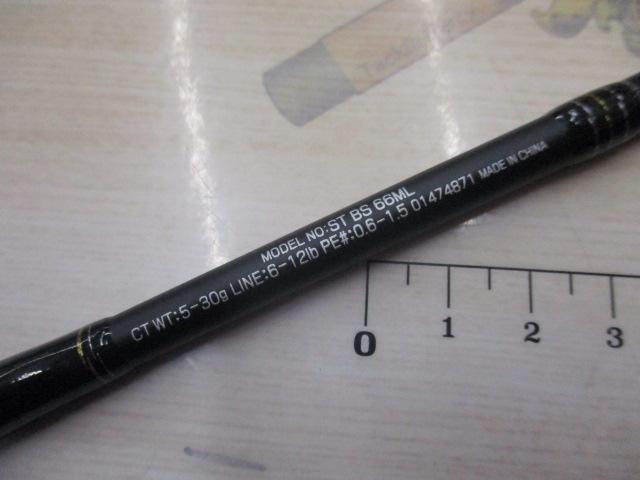 MODEL NO:ST BS 66ML
CT WT:5-30g LINE:6-12lb PE#:0.6-1.5 01474871 MADE IN CHINA
0 1 2 3